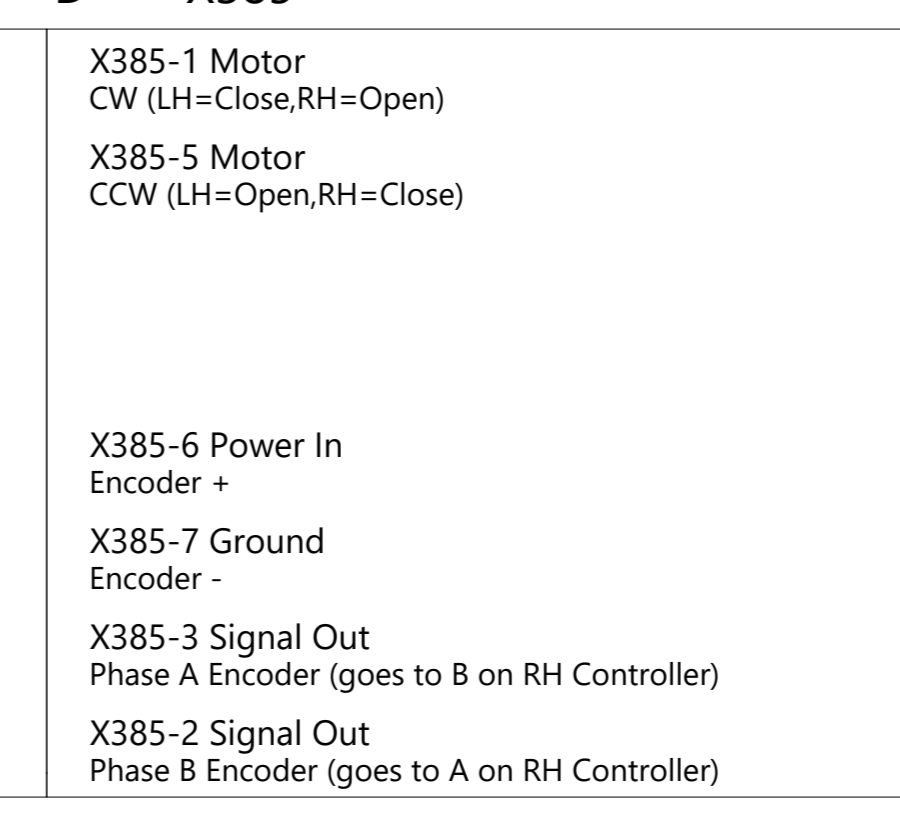 X385-1 Motor
CW (LH=Close,RH=Open)
X385-5 Motor
CCW (LH=Open,RH=Close)
X385-6 Power In
Encoder +
X385-7 Ground
Encoder -
X385-3 Signal Out
Phase A Encoder (goes to B on RH Controller)
X385-2 Signal Out
Phase B Encoder (goes to A on RH Controller)